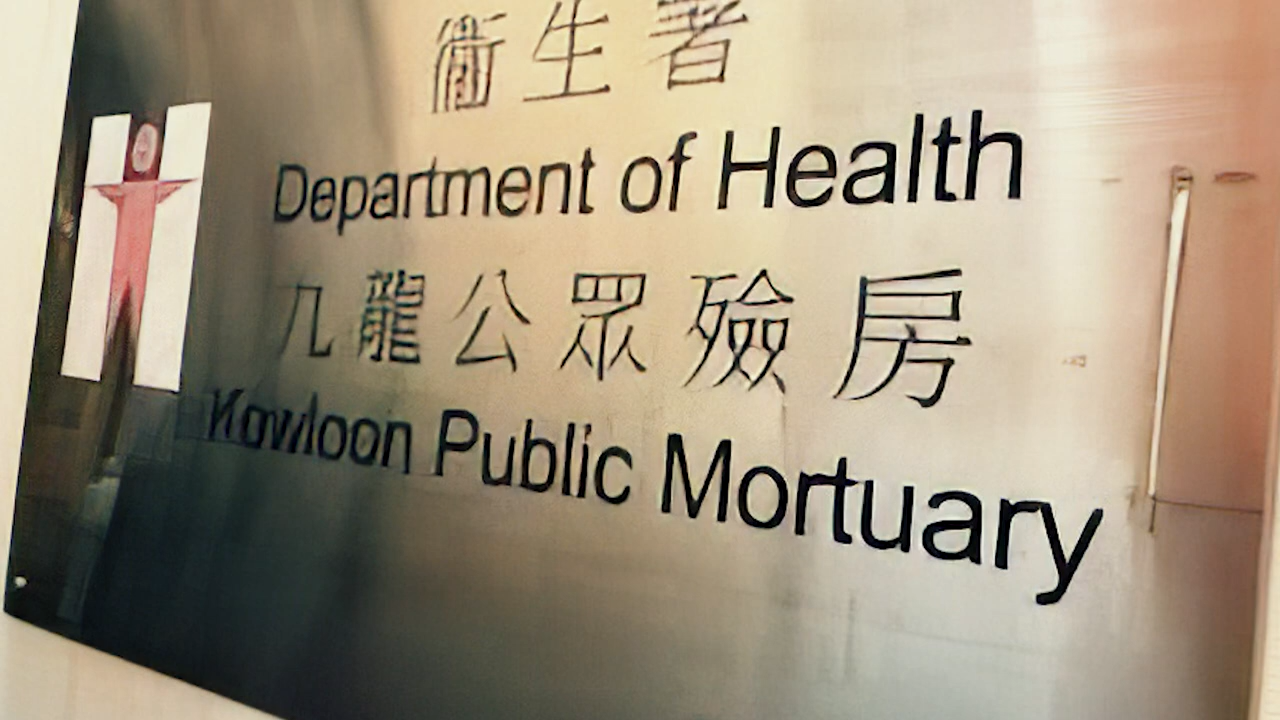 衞生署
Department of Health
九龍公眾殮房
Kowloon Public Mortuary